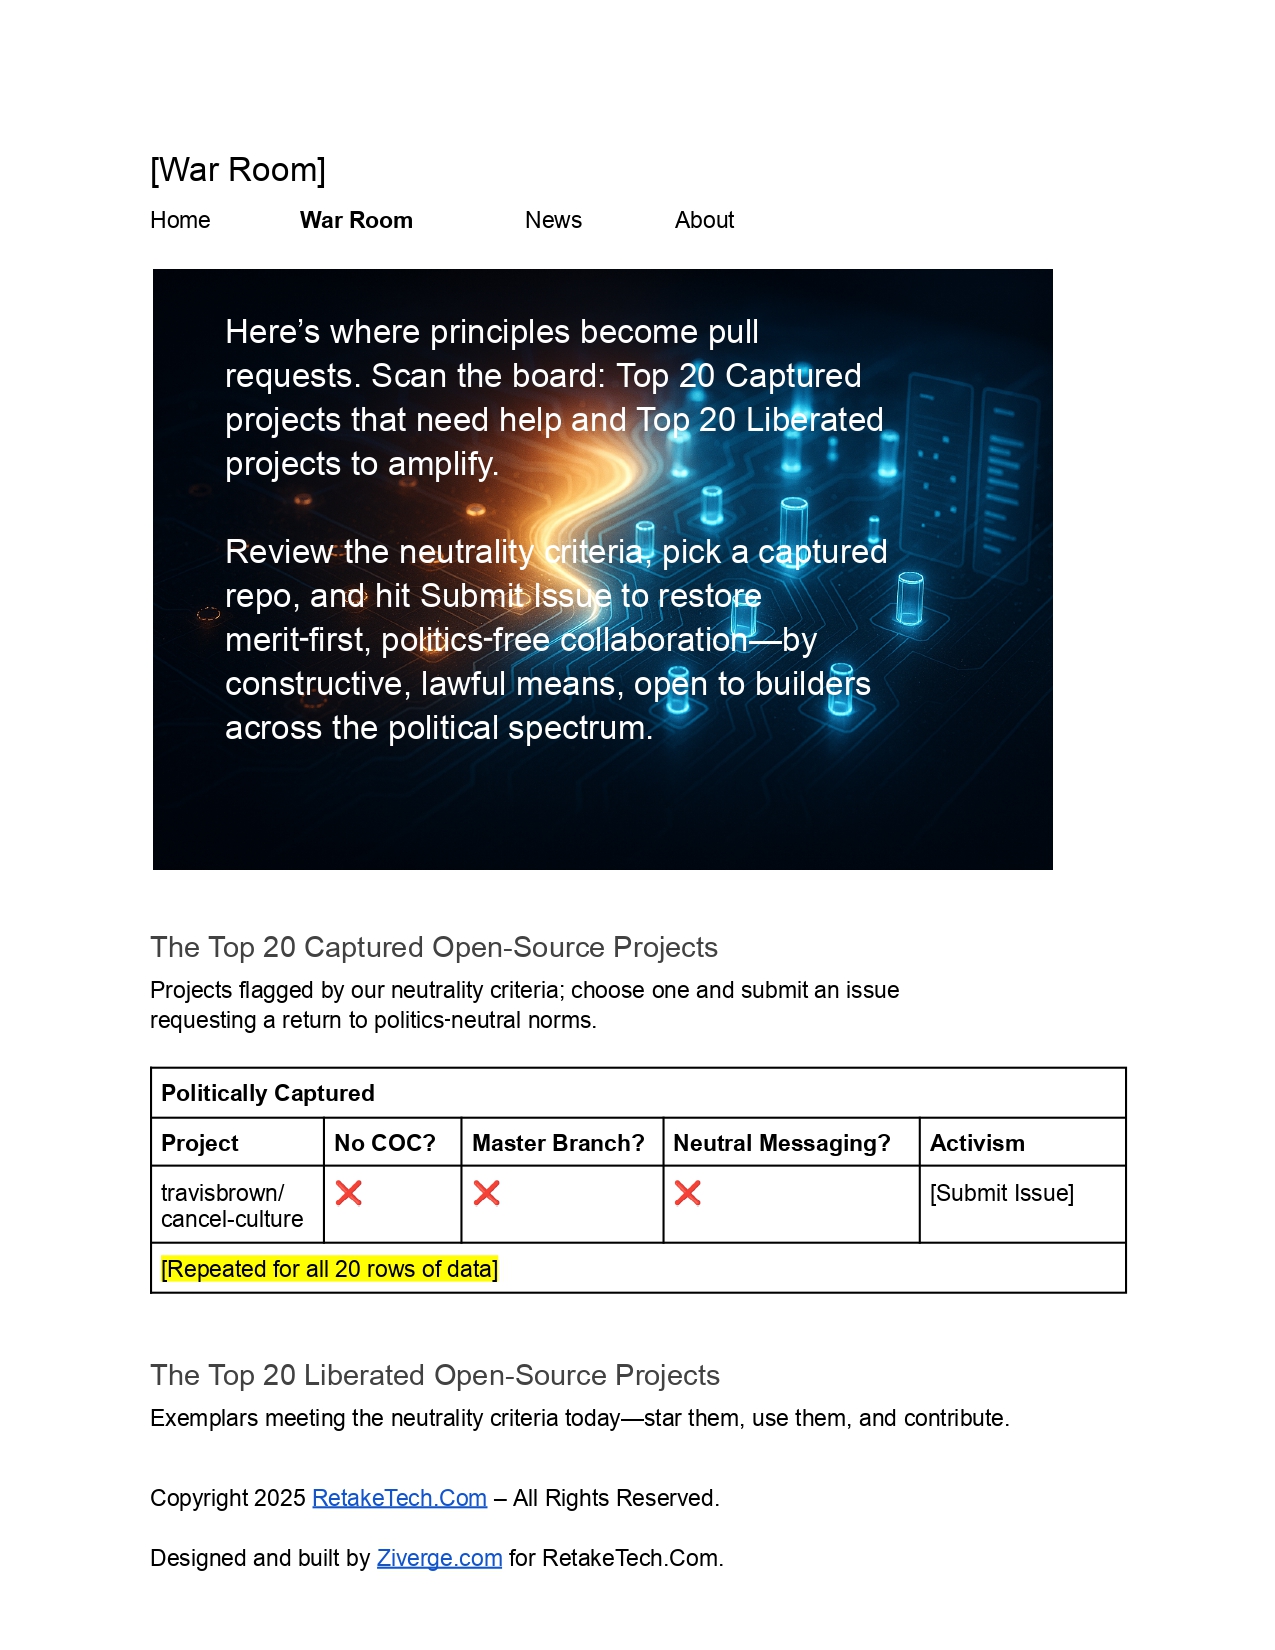 [War Room]
Home War Room News About
Here’s where principles become pull
requests. Scan the board: Top 20 Captured
projects that need help and Top 20 Liberated
projects to amplify.
Review the neutrality criteria, pick a captured
repo, and hit Submit Issue to restore
merit-first, politics-free collaboration—by
constructive, lawful means, open to builders
across the political spectrum.
The Top 20 Captured Open-Source Projects
Projects flagged by our neutrality criteria; choose one and submit an issue
requesting a return to politics-neutral norms.
Politically Captured
Project No COC? Master Branch? Neutral Messaging? Activism
travisbrown/ ❌ ❌ ❌ [Submit Issue]
cancel-culture
[Repeated for all 20 rows of data]
The Top 20 Liberated Open-Source Projects
Exemplars meeting the neutrality criteria today—star them, use them, and contribute.
Copyright 2025 RetakeTech.Com – All Rights Reserved.
Designed and built by Ziverge.com for RetakeTech.Com.